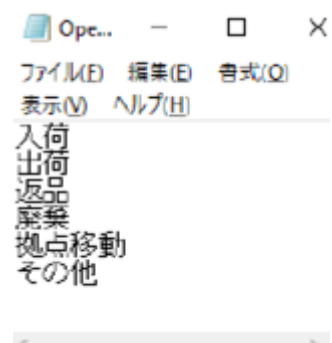 Ope...
ファイル(F) 編集(E) 書式(O)
表示(V) ヘルプ(H)
入荷
出荷
返品
廃棄
拠点移動
その他